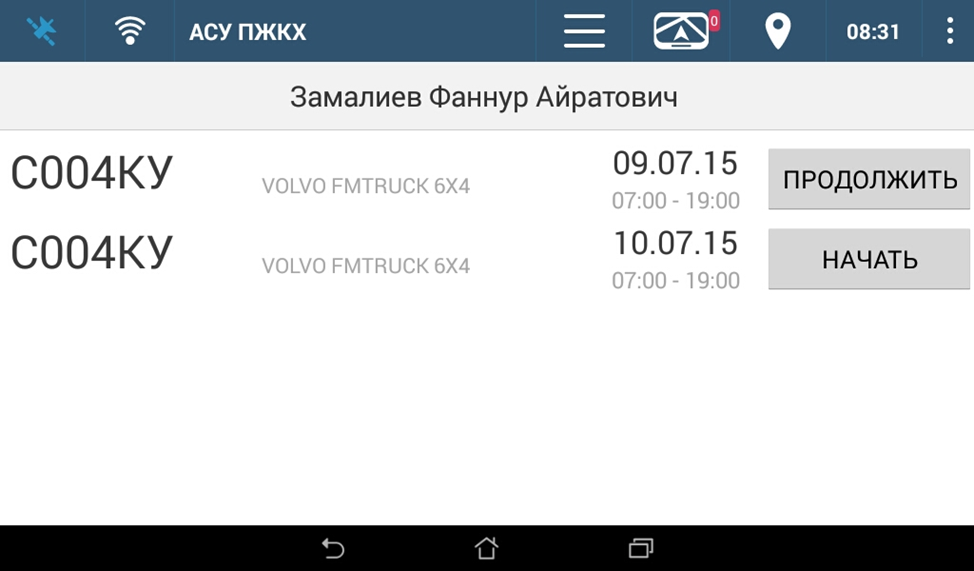 АСУ ПЖКХ
0
08:31
Замалиев Фаннур Айратович
С004КУ VOLVO FMTRUCK 6X4 09.07.15 ПРОДОЛЖИТЬ
07:00 - 19:00
С004КУ VOLVO FMTRUCK 6X4 10.07.15 НАЧАТЬ
07:00 - 19:00